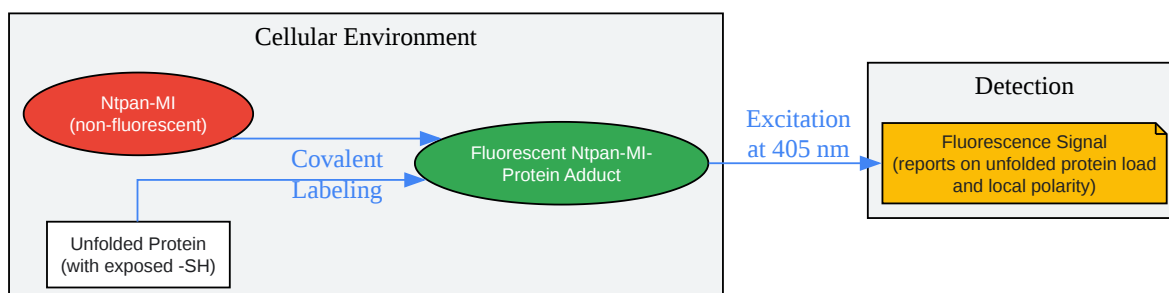 Cellular Environment
Ntpan-MI
(non-fluorescent)
Covalent
Labeling
Unfolded Protein
(with exposed -SH)
Fluorescent Ntpan-MI-
Protein Adduct
Excitation
at 405 nm
Detection
Fluorescence Signal
(reports on unfolded protein load
and local polarity)